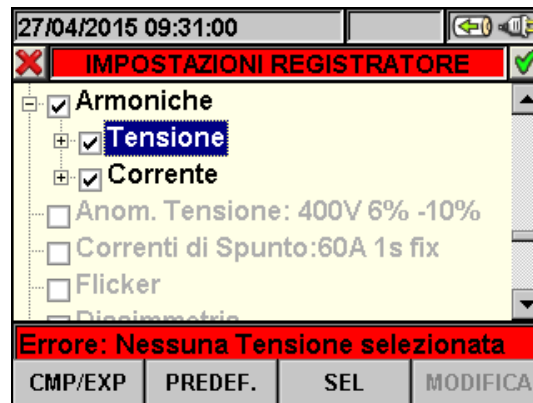 27/04/2015 09:31:00
IMPOSTAZIONI REGISTRATORE
Armoniche
Tensione
Corrente
Anom. Tensione: 400V 6% -10%
Correnti di Spunto:60A 1s fix
Flicker
Dissimmetria
Errore: Nessuna Tensione selezionata
CMP/EXP PREDEF. SEL MODIFICA